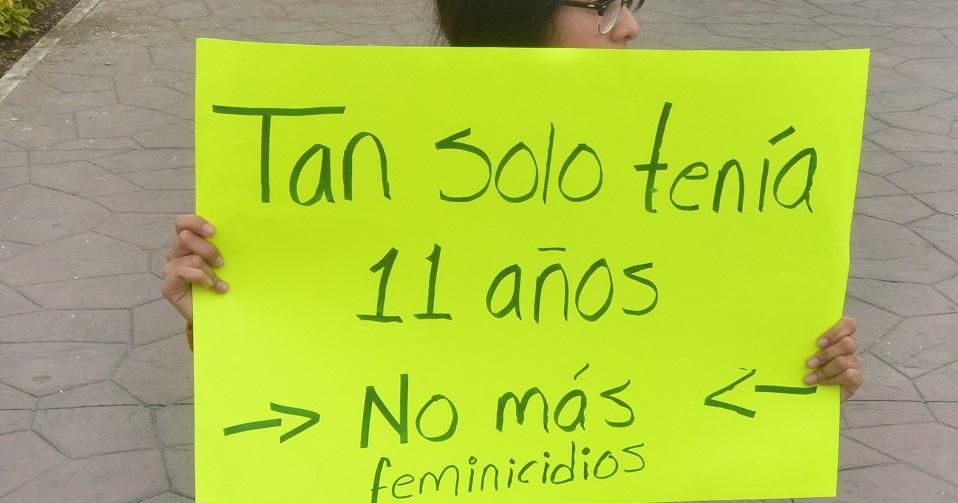 Tan solo tenía
11 años
No más
feminicidios